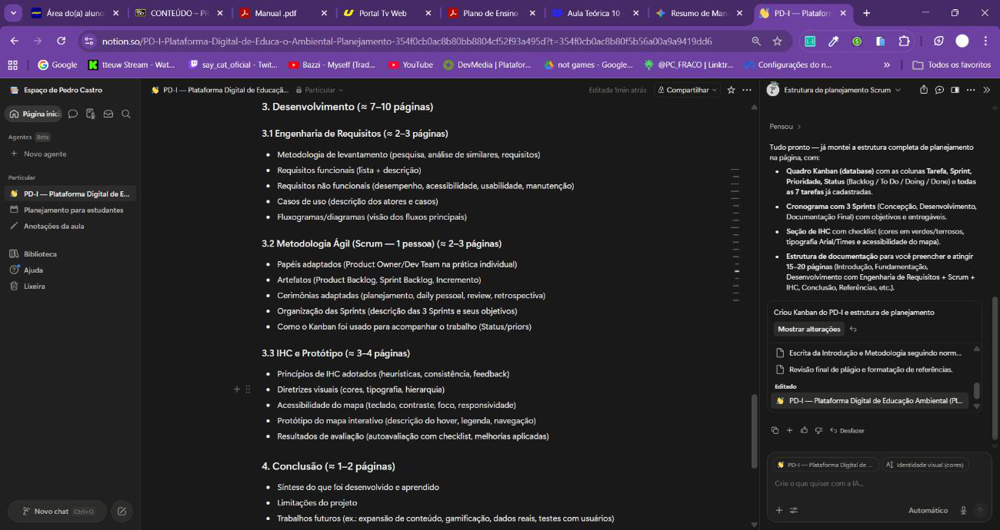 Área do(a) aluno
CONTEÚDO – PR
Manual .pdf
Portal Tv Web
Plano de Ensino
Aula Teórica 10
Resumo de Man
PD-I — Plataform
notion.so/PD-I-Plataforma-Digital-de-Educa-o-Ambiental-Planejamento-354f0cb0ac8b80bb8804cf52f93a495d?t=354f0cb0ac8b80f5b56a00a9a9419dd6
Google
tteuw Stream - Wat...
say_cat_oficial - Twit...
Bazzi - Myself (Trad...
YouTube
DevMedia | Platafor...
not games - Google...
@PC_FRACO | Linktr...
Configurações do n...
Todos os favoritos
Espaço de Pedro Castro
Página inic
Agentes Beta
Novo agente
Particular
PD-I — Plataforma Digital de E...
Planejamento para estudantes
Anotações da aula
Biblioteca
Ajuda
Lixeira
Novo chat Ctrl+O
PD-I — Plataforma Digital de Educaçã...
Particular
Editada 1min atrás
Compartilhar
3. Desenvolvimento (≈ 7–10 páginas)
3.1 Engenharia de Requisitos (≈ 2–3 páginas)
• Metodologia de levantamento (pesquisa, análise de similares, requisitos)
• Requisitos funcionais (lista + descrição)
• Requisitos não funcionais (desempenho, acessibilidade, usabilidade, manutenção)
• Casos de uso (descrição dos atores e casos)
• Fluxogramas/diagramas (visão dos fluxos principais)
3.2 Metodologia Ágil (Scrum — 1 pessoa) (≈ 2–3 páginas)
• Papéis adaptados (Product Owner/Dev Team na prática individual)
• Artefatos (Product Backlog, Sprint Backlog, Incremento)
• Cerimônias adaptadas (planejamento, daily pessoal, review, retrospectiva)
• Organização das Sprints (descrição das 3 Sprints e seus objetivos)
• Como o Kanban foi usado para acompanhar o trabalho (Status/priors)
3.3 IHC e Protótipo (≈ 3–4 páginas)
• Princípios de IHC adotados (heurísticas, consistência, feedback)
• Diretrizes visuais (cores, tipografia, hierarquia)
• Acessibilidade do mapa (teclado, contraste, foco, responsividade)
• Protótipo do mapa interativo (descrição do hover, legenda, navegação)
• Resultados de avaliação (autoavaliação com checklist, melhorias aplicadas)
4. Conclusão (≈ 1–2 páginas)
• Síntese do que foi desenvolvido e aprendido
• Limitações do projeto
• Trabalhos futuros (ex.: expansão de conteúdo, gamificação, dados reais, testes com usuários)
Estrutura de planejamento Scrum
Pensou
Tudo pronto — já montei a estrutura completa de planejamento
na página, com:
• Quadro Kanban (database) com as colunas Tarefa, Sprint,
Prioridade, Status (Backlog / To Do / Doing / Done) e todas
as 7 tarefas já cadastradas.
• Cronograma com 3 Sprints (Concepção, Desenvolvimento,
Documentação Final) com objetivos e entregáveis.
• Seção de IHC com checklist (cores em verdes/terrosos,
tipografia Arial/Times e acessibilidade do mapa).
• Estrutura de documentação para você preencher e atingir
15–20 páginas (Introdução, Fundamentação,
Desenvolvimento com Engenharia de Requisitos + Scrum +
IHC, Conclusão, Referências, etc.).
Criou Kanban do PD-I e estrutura de planejamento
Mostrar alterações
Escrita da Introdução e Metodologia seguindo norm...
Revisão final de plágio e formatação de referências.
Editado
PD-I — Plataforma Digital de Educação Ambiental (Pl...
Desfazer
PD-I — Plataforma Digital de ...
Identidade visual (cores)
Crie o que quiser com a IA...
Automático